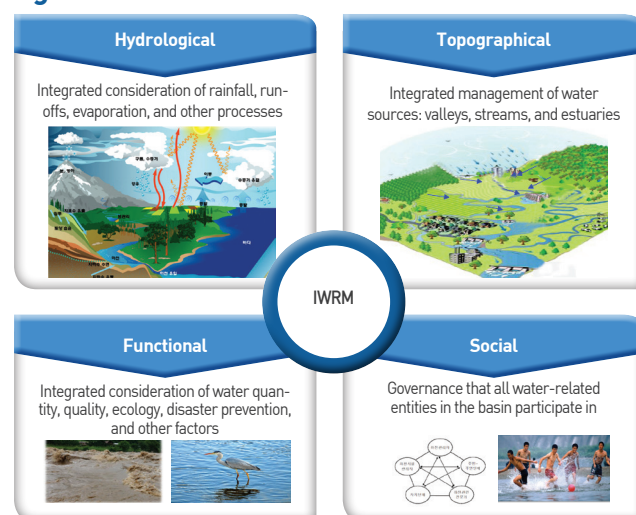 Hydrological
Integrated consideration of rainfall, run-
offs, evaporation, and other processes
Topographical
Integrated management of water
sources: valleys, streams, and estuaries
IWRM
Functional
Integrated consideration of water quan-
tity, quality, ecology, disaster prevention,
and other factors
Social
Governance that all water-related
entities in the basin participate in